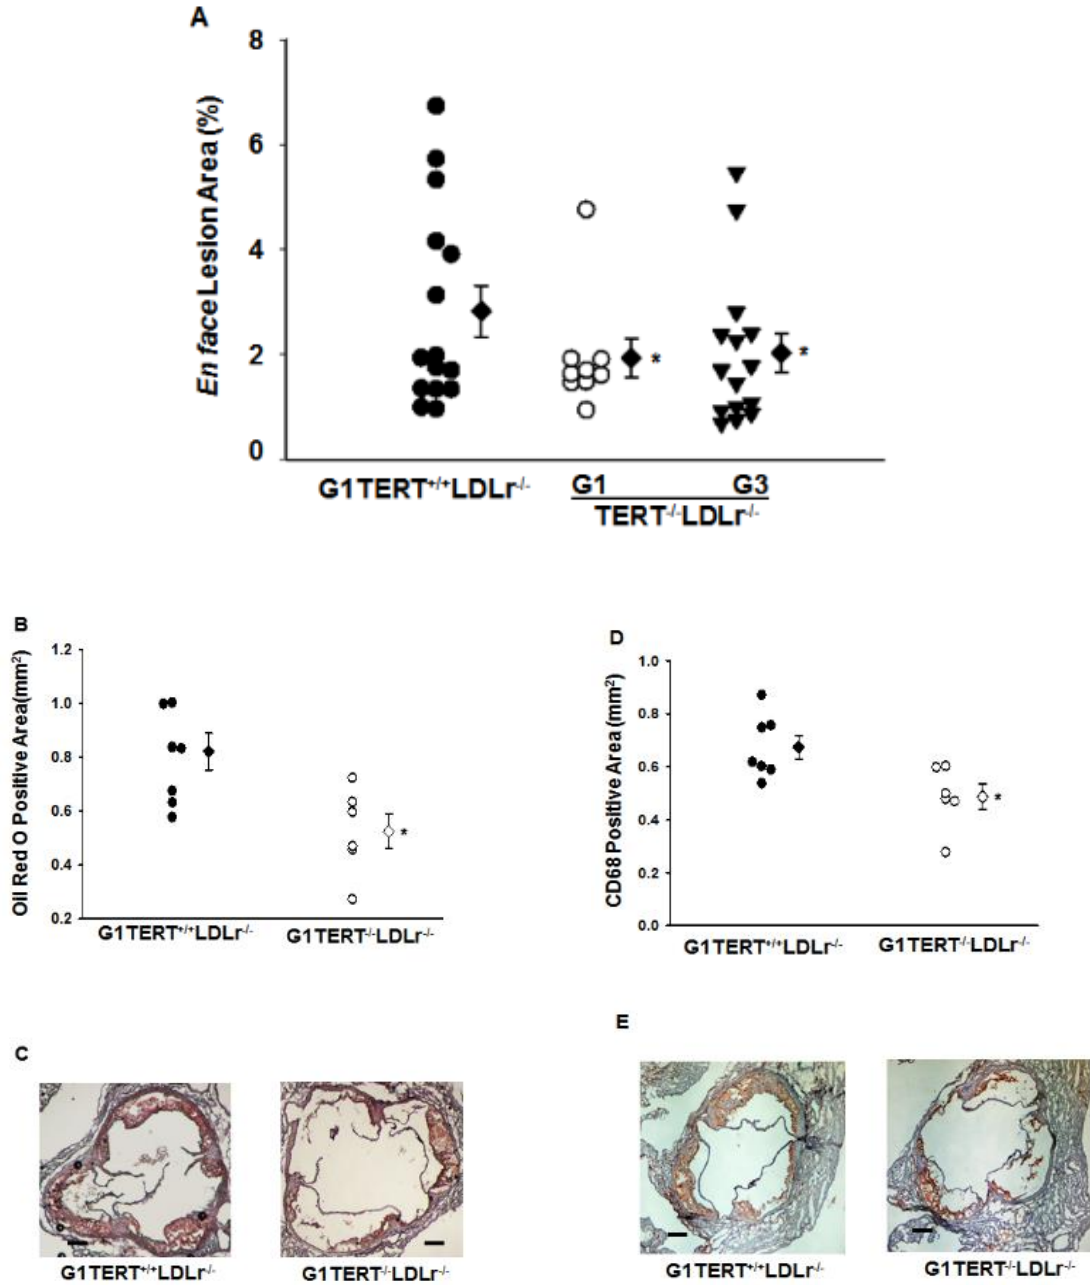 A
8
6
4
2
0
En face Lesion Area (%)
*
*
G1TERT+/+LDLr-/-
G1
G3
TERT-/-LDLr-/-
B
1.2
1.0
0.8
0.6
0.4
0.2
Oil Red O Positive Area(mm²)
*
G1TERT+/+LDLr-/-
G1TERT-/-LDLr-/-
D
1.0
0.8
0.6
0.4
0.2
0.0
CD68 Positive Area (mm²)
*
G1TERT+/+LDLr-/-
G1TERT-/-LDLr-/-
C
G1TERT+/+LDLr-/-
G1TERT-/-LDLr-/-
E
G1TERT+/+LDLr-/-
G1TERT-/-LDLr-/-